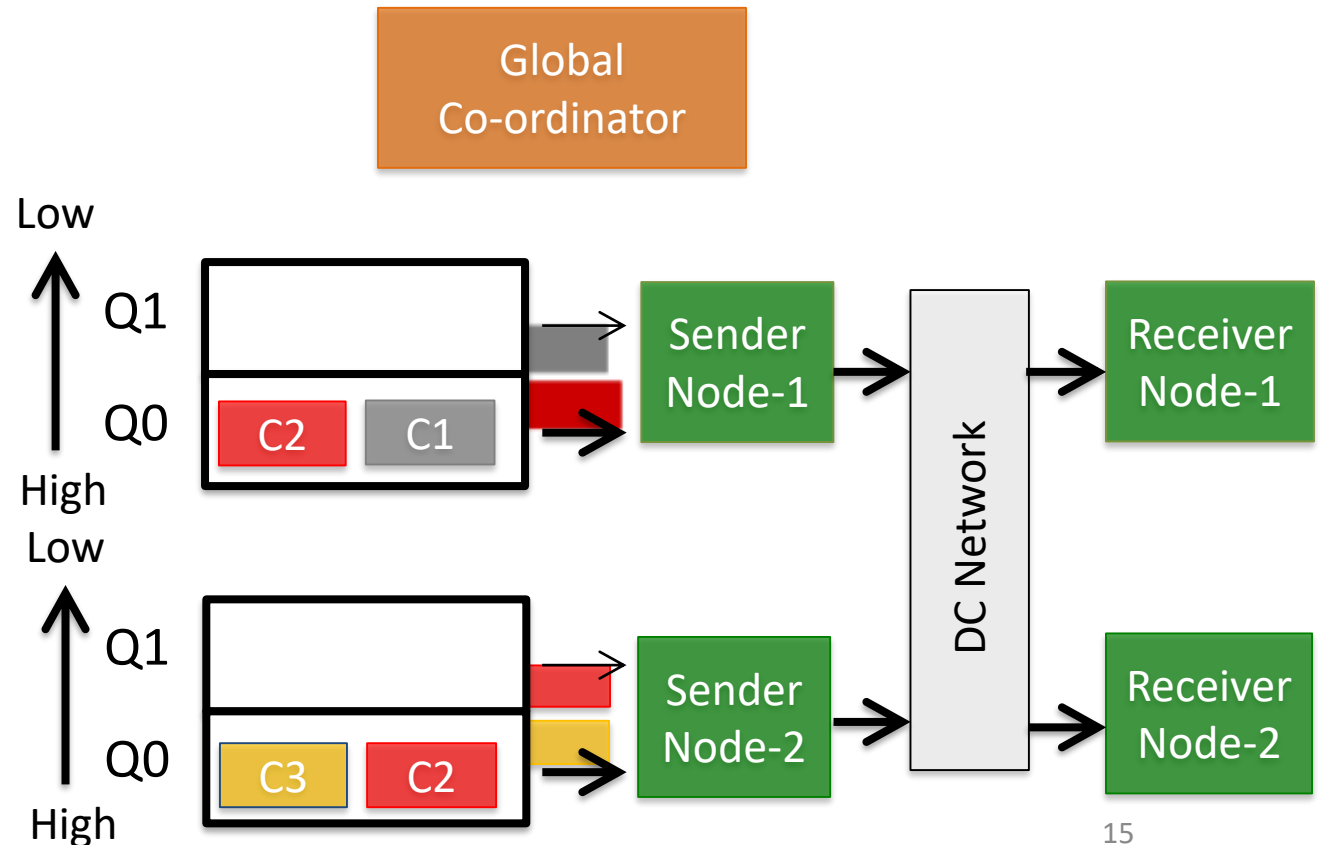 Global
Co-ordinator
Low
Q1
Q0
High
C2
C1
Sender
Node-1
DC Network
Receiver
Node-1
Low
Q1
Q0
High
C3
C2
Sender
Node-2
Receiver
Node-2
15